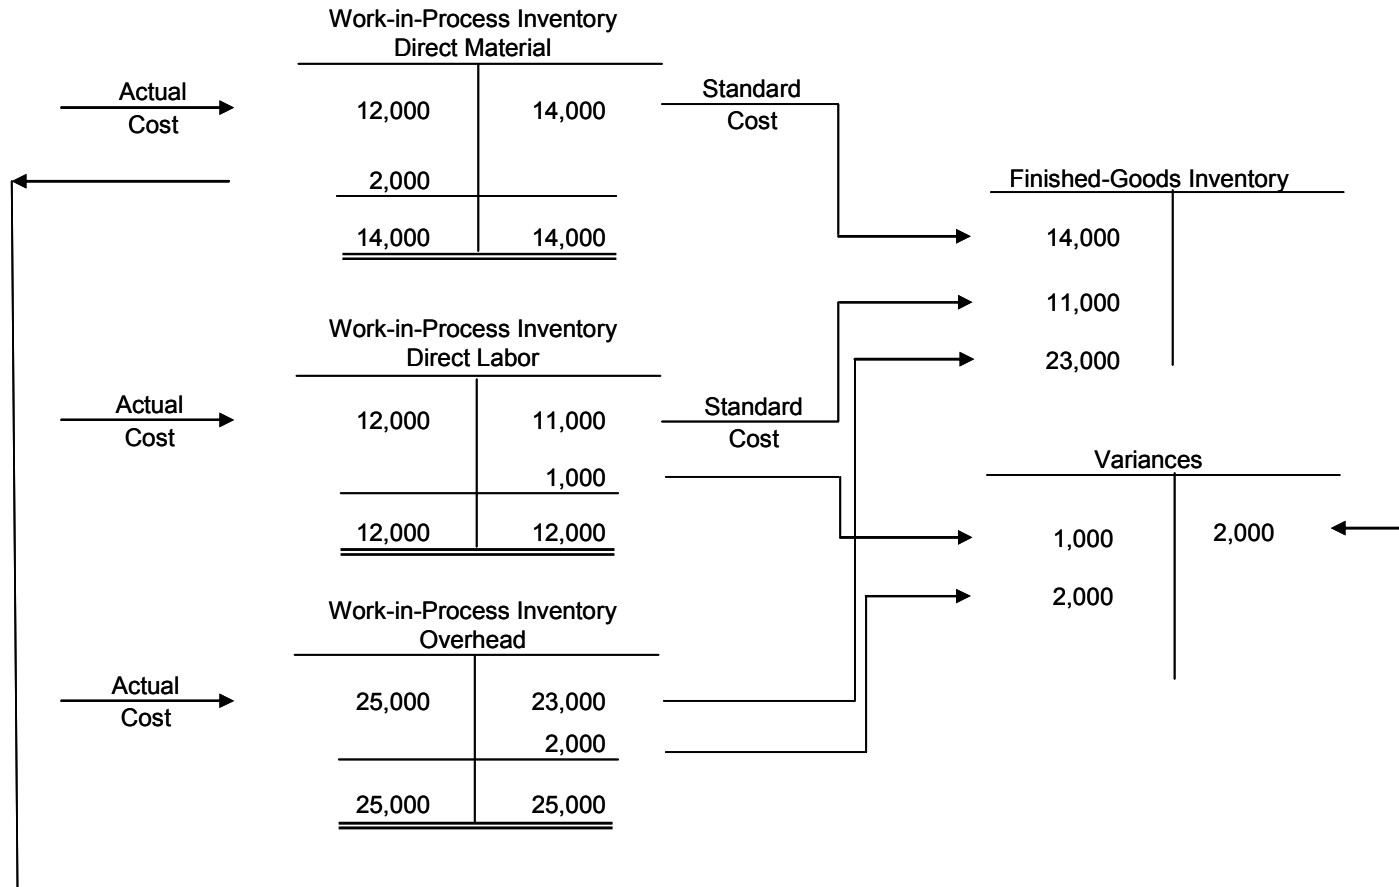 Work-in-Process Inventory
Direct Material
Actual
Cost
12,000 14,000
Standard
Cost
2,000
14,000 14,000
Finished-Goods Inventory
14,000
11,000
23,000
Work-in-Process Inventory
Direct Labor
Actual
Cost
12,000 11,000
Standard
Cost
1,000
12,000 12,000
Variances
1,000 2,000
2,000
Work-in-Process Inventory
Overhead
Actual
Cost
25,000 23,000
2,000
25,000 25,000